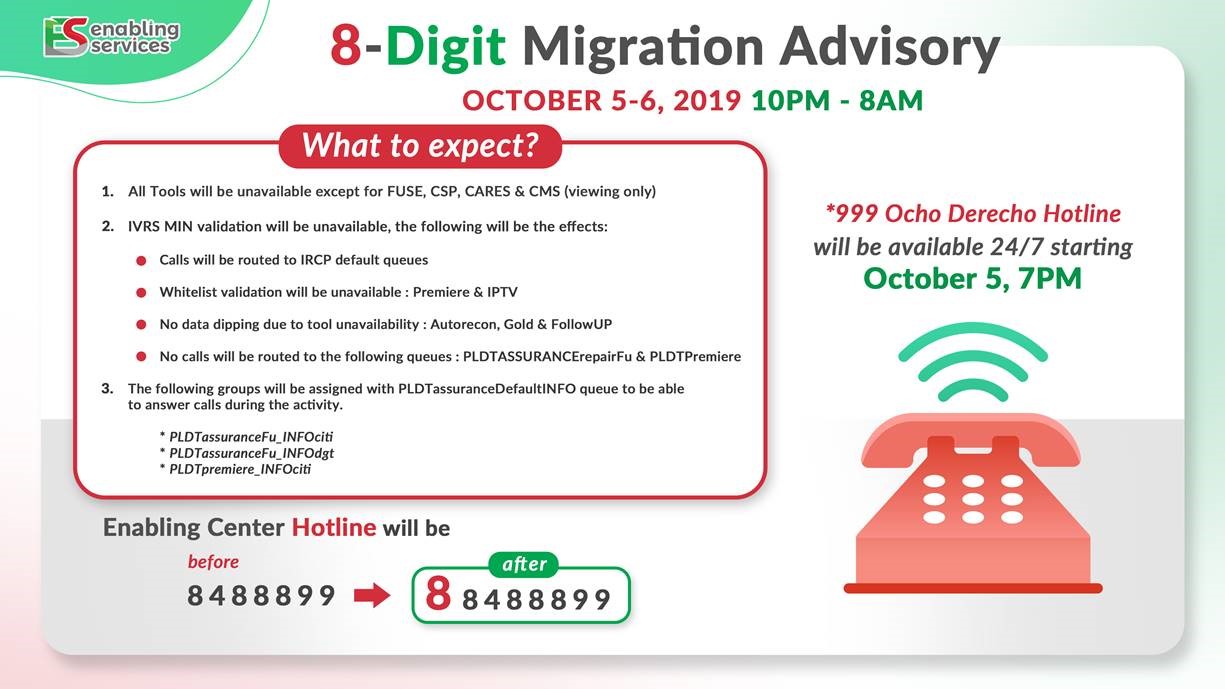 ES enabling
services
8-Digit Migration Advisory
OCTOBER 5-6, 2019 10PM - 8AM
What to expect?
1. All Tools will be unavailable except for FUSE, CSP, CARES & CMS (viewing only)
2. IVRS MIN validation will be unavailable, the following will be the effects:
● Calls will be routed to IRCP default queues
● Whitelist validation will be unavailable : Premiere & IPTV
● No data dipping due to tool unavailability : Autorecon, Gold & FollowUP
● No calls will be routed to the following queues : PLDTASSURANCErepairFu & PLDTPremiere
3. The following groups will be assigned with PLDTassuranceDefaultINFO queue to be able
to answer calls during the activity.
* PLDTassuranceFu_INFOciti
* PLDTassuranceFu_INFOdgt
* PLDTpremiere_INFOciti
*999 Ocho Derecho Hotline
will be available 24/7 starting
October 5, 7PM
Enabling Center Hotline will be
before
8488899
after
8 8488899